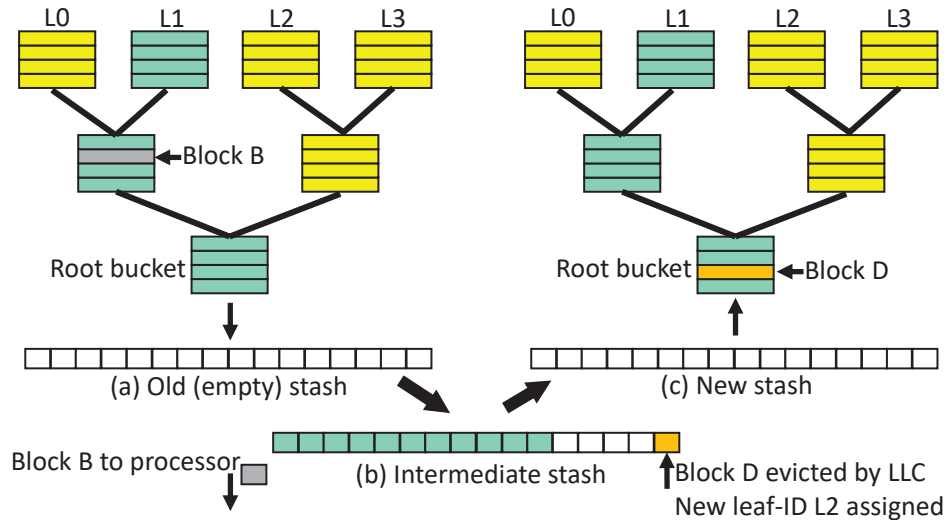 L0 L1 L2 L3
L0 L1 L2 L3
Block B
Root bucket
Root bucket
Block D
(a) Old (empty) stash
(c) New stash
Block B to processor
(b) Intermediate stash
Block D evicted by LLC
New leaf-ID L2 assigned